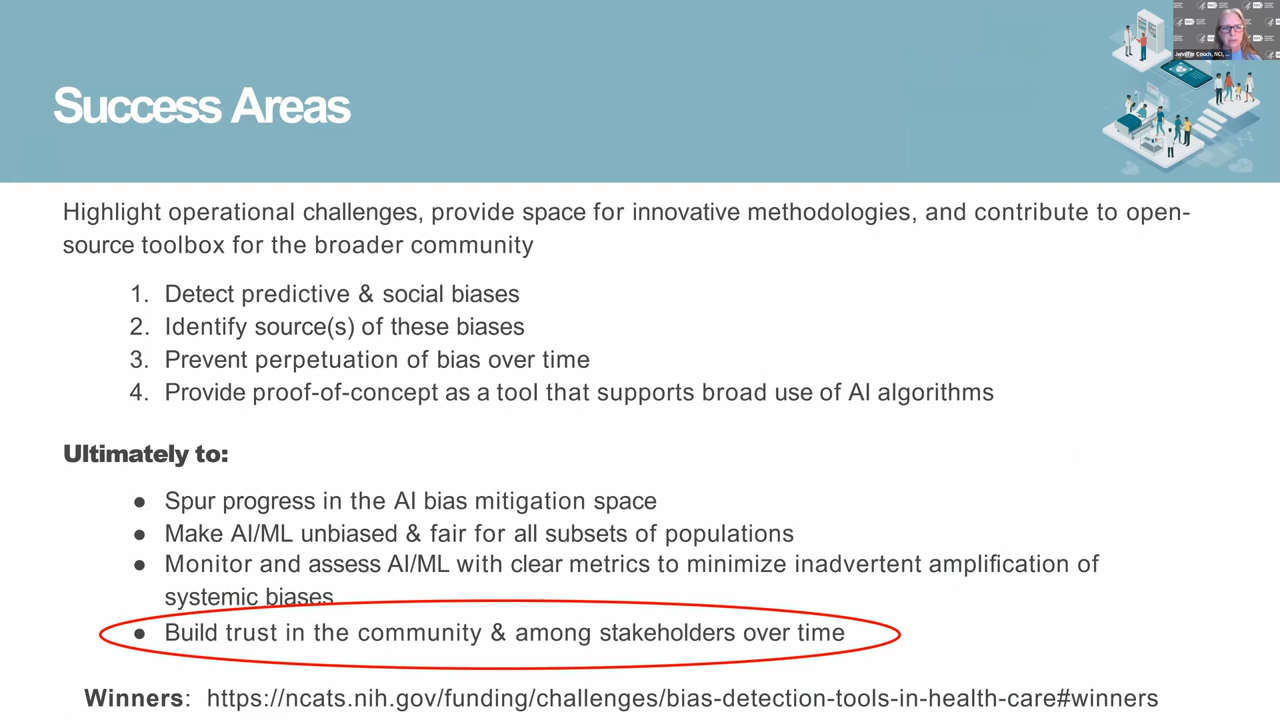 Success Areas
Jennifer Couch, NCI, ...
Highlight operational challenges, provide space for innovative methodologies, and contribute to open-
source toolbox for the broader community
1. Detect predictive & social biases
2. Identify source(s) of these biases
3. Prevent perpetuation of bias over time
4. Provide proof-of-concept as a tool that supports broad use of AI algorithms
Ultimately to:
● Spur progress in the AI bias mitigation space
● Make AI/ML unbiased & fair for all subsets of populations
● Monitor and assess AI/ML with clear metrics to minimize inadvertent amplification of
systemic biases
● Build trust in the community & among stakeholders over time
Winners: https://ncats.nih.gov/funding/challenges/bias-detection-tools-in-health-care#winners